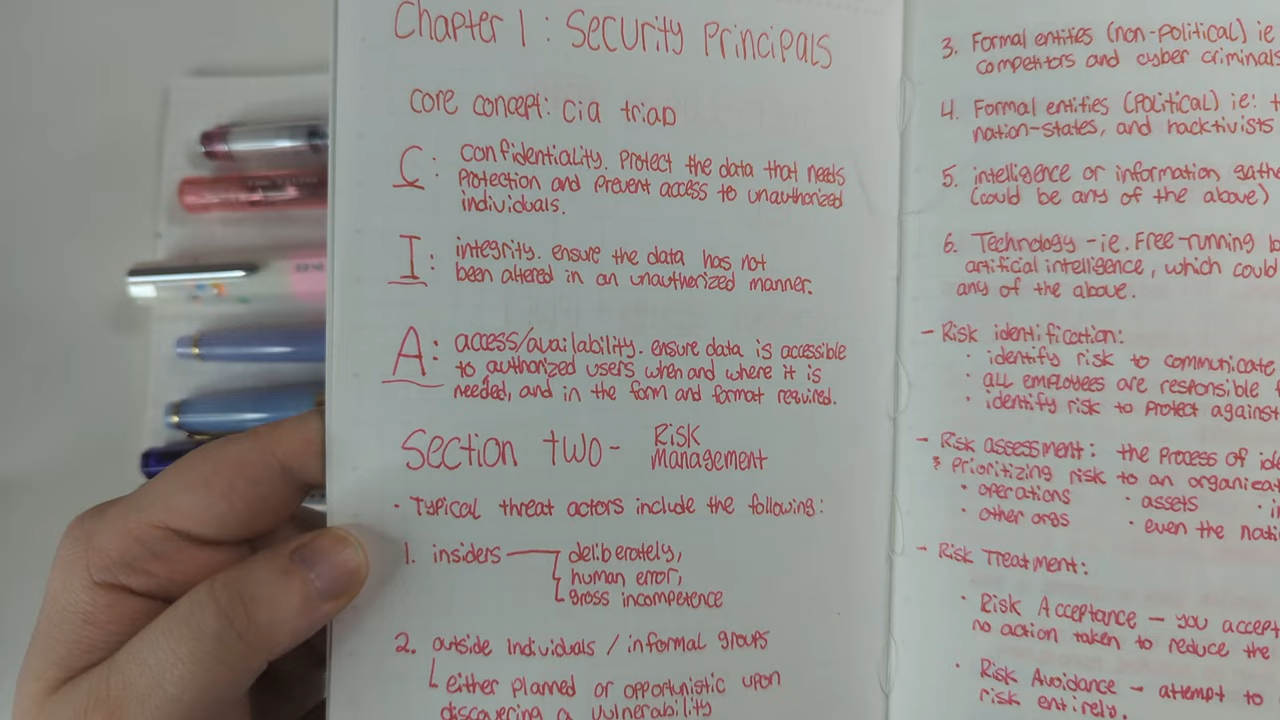 Chapter 1: Security Principals
core concept: cia triad
C: confidentiality. Protect the data that needs
protection and prevent access to unauthorized
individuals.
I: integrity. ensure the data has not
been altered in an unauthorized manner.
A: access/availability. ensure data is accessible
to authorized users when and where it is
needed, and in the form and format required.
Section two - Risk
Management
· Typical threat actors include the following:
1. insiders deliberately,
human error,
gross incompetence
2. outside individuals / informal groups
either planned or opportunistic upon
discovering a vulnerability
3. Formal entities (non-political) ie
competitors and cyber criminals
4. Formal entities (political) ie:
nation-states, and hacktivists
5. intelligence or information
(could be any of the above)
6. Technology - ie. Free-running
artificial intelligence, which could
any of the above.
- Risk identification:
· identify risk to communicate
· all employees are responsible
· identify risk to protect against
- Risk assessment: the process of
& prioritizing risk to an
· operations · assets
· other orgs · even the
- Risk Treatment:
· Risk Acceptance - you accept
no action taken to reduce the
· Risk Avoidance - attempt to
risk entirely.